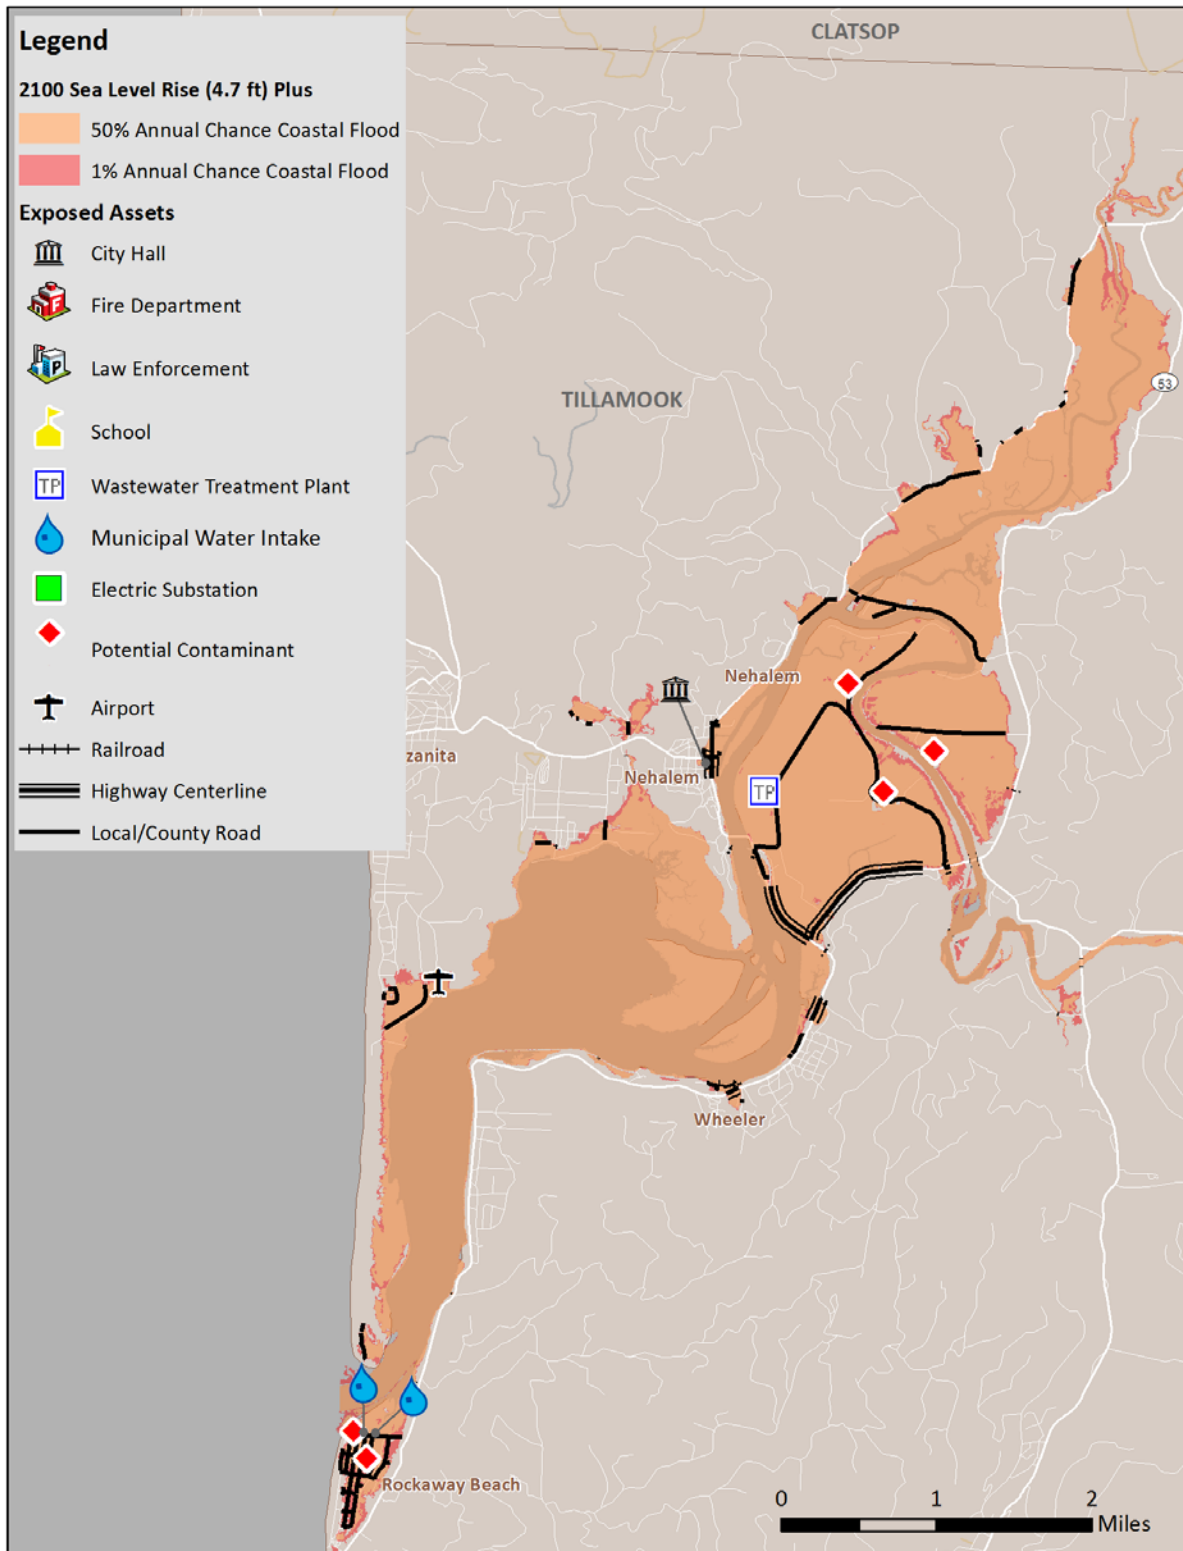 Legend
2100 Sea Level Rise (4.7 ft) Plus
50% Annual Chance Coastal Flood
1% Annual Chance Coastal Flood
Exposed Assets
City Hall
F
Fire Department
P
Law Enforcement
School
TP
Wastewater Treatment Plant
Municipal Water Intake
Electric Substation
Potential Contaminant
Airport
Railroad
Highway Centerline
Local/County Road
CLATSOP
53
TILLAMOOK
Nehalem
zanita
Nehalem
TP
Wheeler
Rockaway Beach
0 1 2
Miles